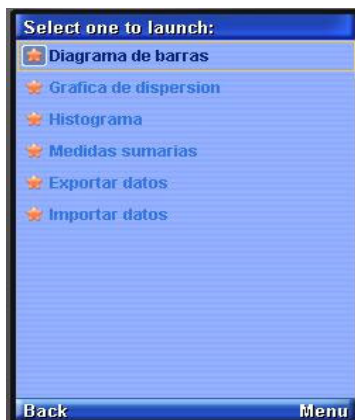 Select one to launch:
Diagrama de barras
Grafica de dispersion
Histograma
Medidas sumarias
Exportar datos
Importar datos
Back Menu